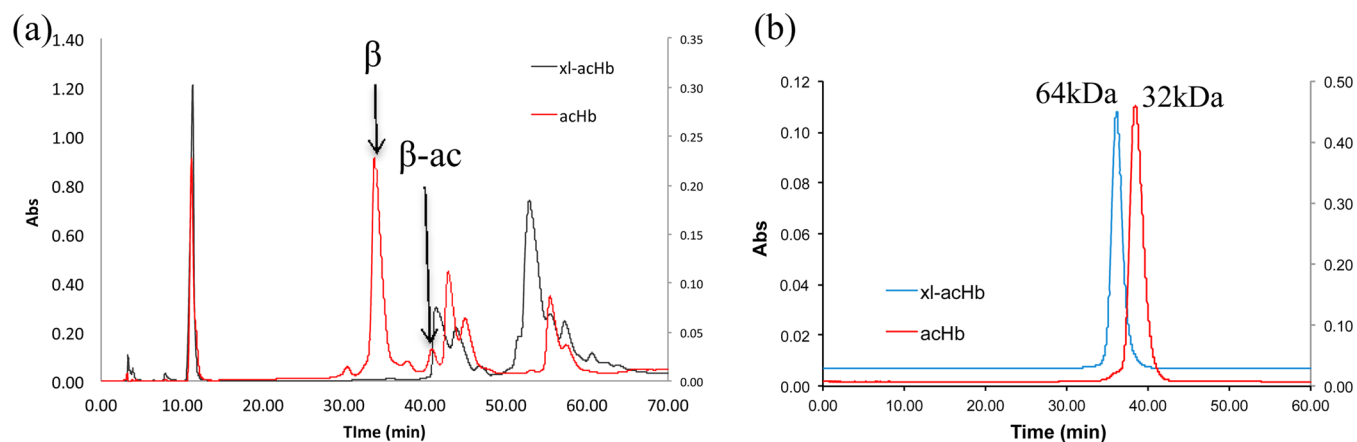 (a)
1.40
1.20
1.00
0.80
0.60
0.40
0.20
0.00
Abs
0.35
0.30
0.25
0.20
0.15
0.10
0.05
0.00
β
β-ac
xl-acHb
acHb
0.00 10.00 20.00 30.00 40.00 50.00 60.00 70.00
TIme (min)
(b)
0.12
0.10
0.08
0.06
0.04
0.02
0.00
Abs
0.50
0.40
0.30
0.20
0.10
0.00
64kDa 32kDa
xl-acHb
acHb
0.00 10.00 20.00 30.00 40.00 50.00 60.00
Time (min)